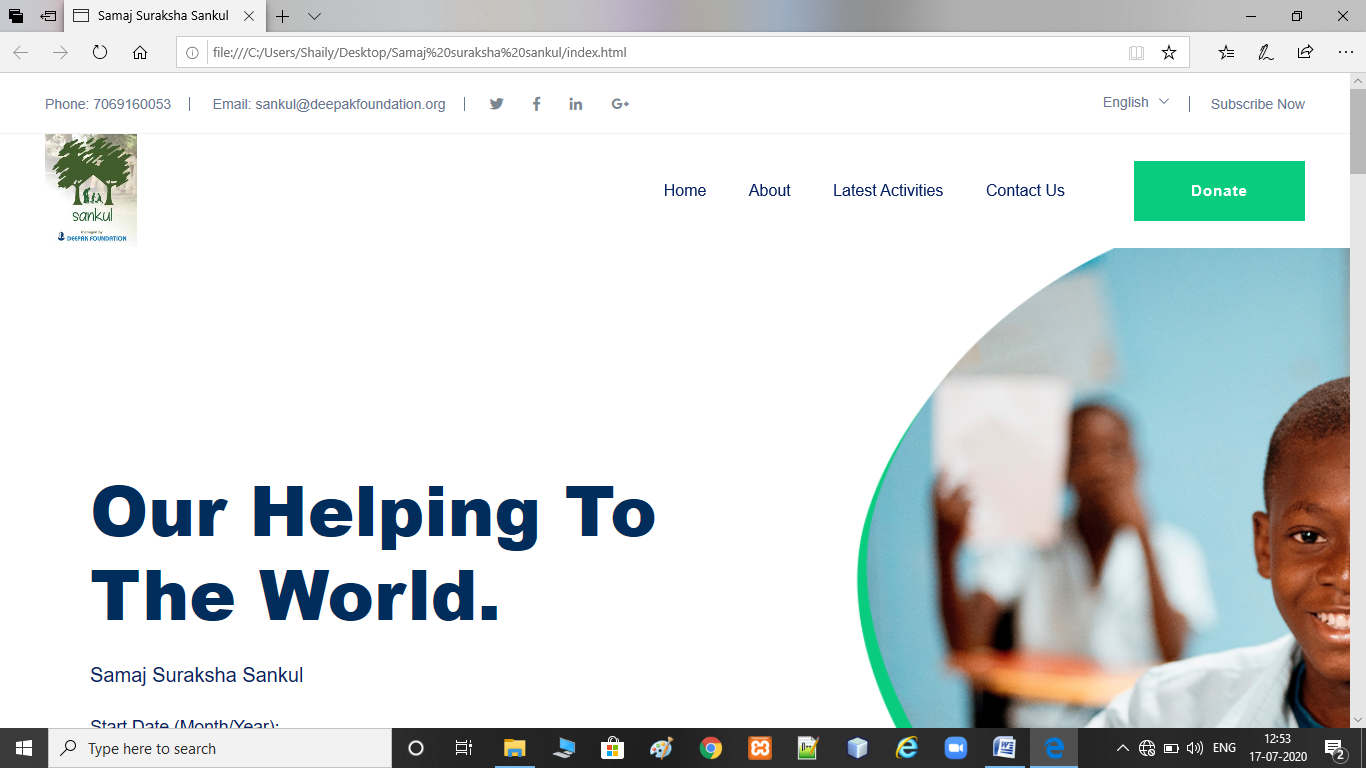 Samaj Suraksha Sankul
file:///C:/Users/Shaily/Desktop/Samaj%20suraksha%20sankul/index.html
Phone: 7069160053 | Email: sankul@deepakfoundation.org |
English | Subscribe Now
sankul
managed by
DEEPAK FOUNDATION
Home About Latest Activities Contact Us Donate
Our Helping To
The World.
Samaj Suraksha Sankul
Start Date (Month/Year):
Type here to search
ENG
12:53
17-07-2020
2